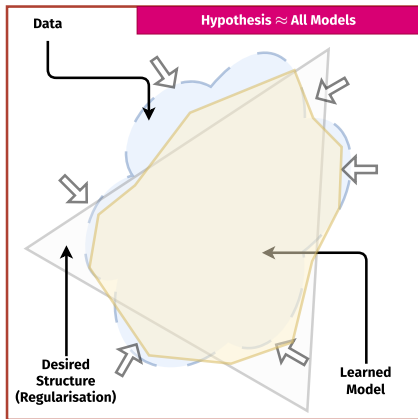 Hypothesis ≈ All Models
Data
Desired
Structure
(Regularisation)
Learned
Model